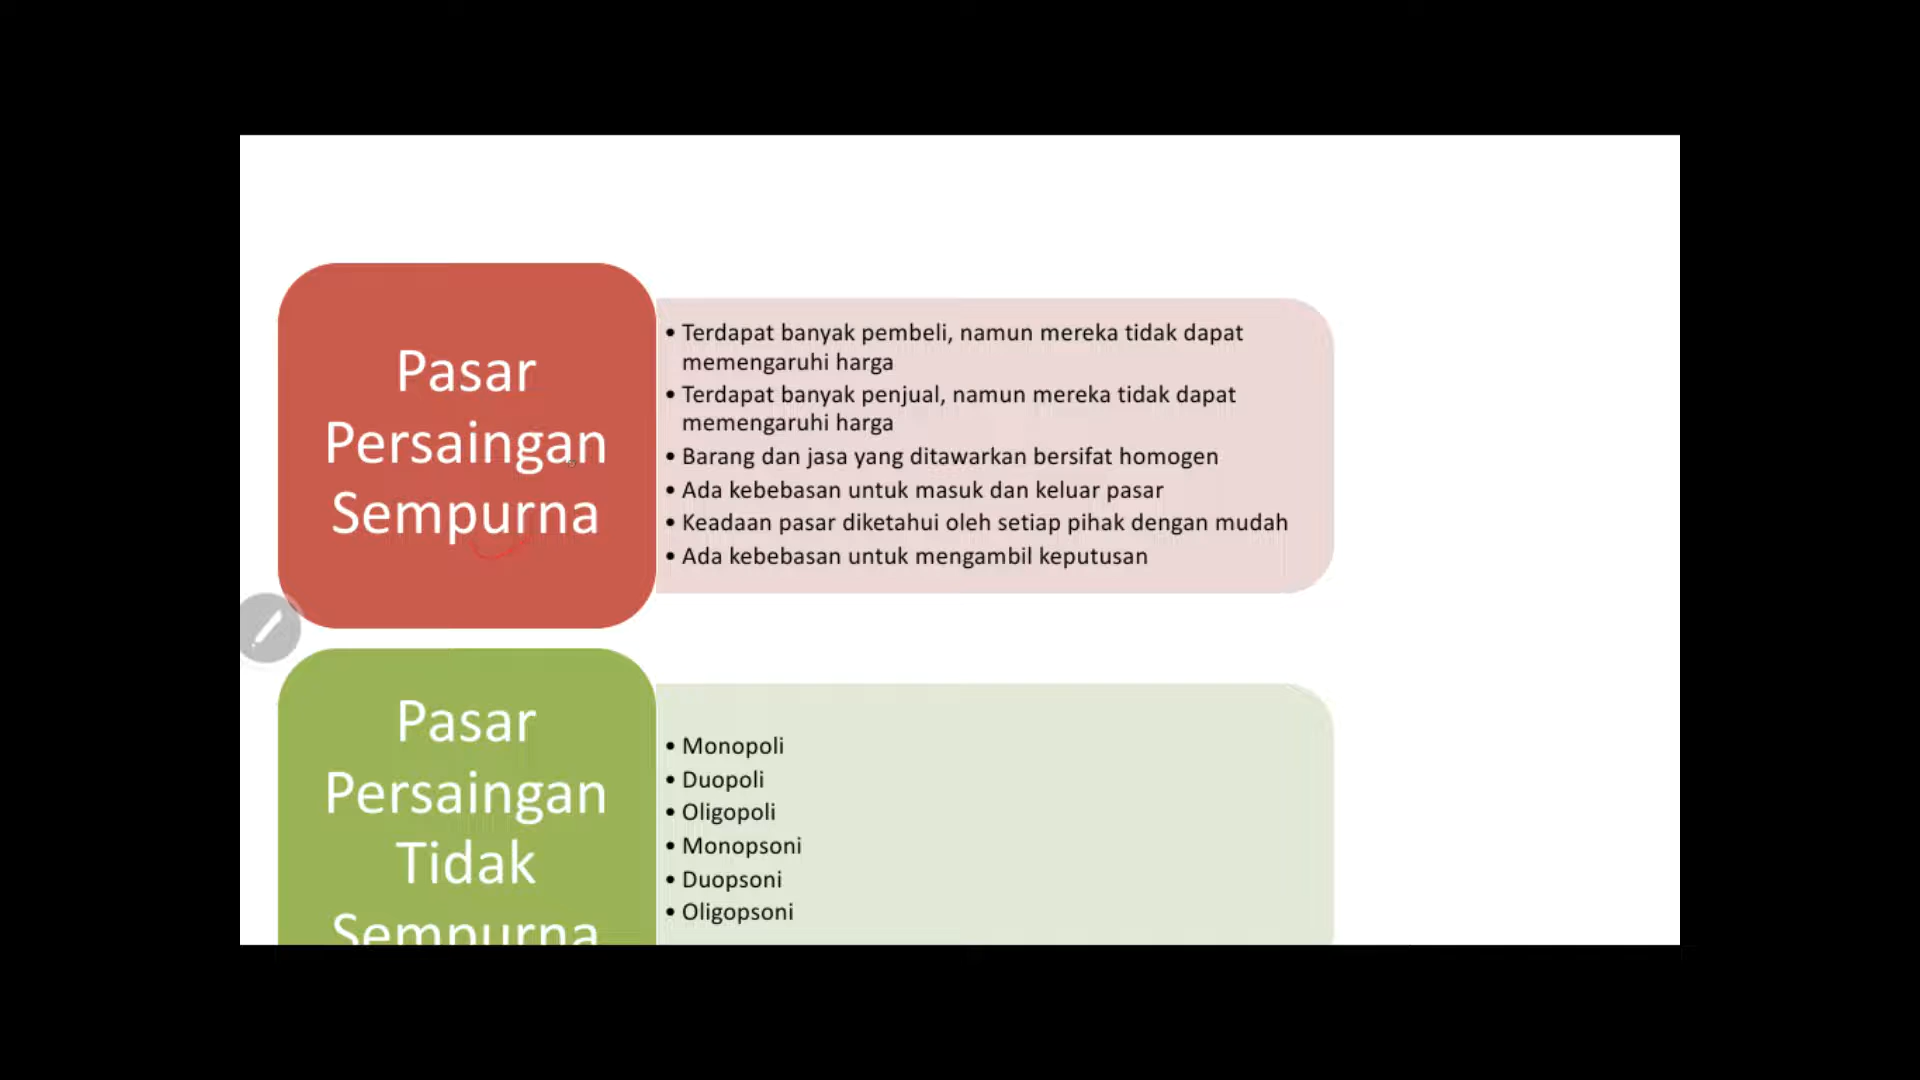 Pasar
Persaingan
Sempurna
• Terdapat banyak pembeli, namun mereka tidak dapat
memengaruhi harga
• Terdapat banyak penjual, namun mereka tidak dapat
memengaruhi harga
• Barang dan jasa yang ditawarkan bersifat homogen
• Ada kebebasan untuk masuk dan keluar pasar
• Keadaan pasar diketahui oleh setiap pihak dengan mudah
• Ada kebebasan untuk mengambil keputusan
Pasar
Persaingan
Tidak
Sempurna
• Monopoli
• Duopoli
• Oligopoli
• Monopsoni
• Duopsoni
• Oligopsoni